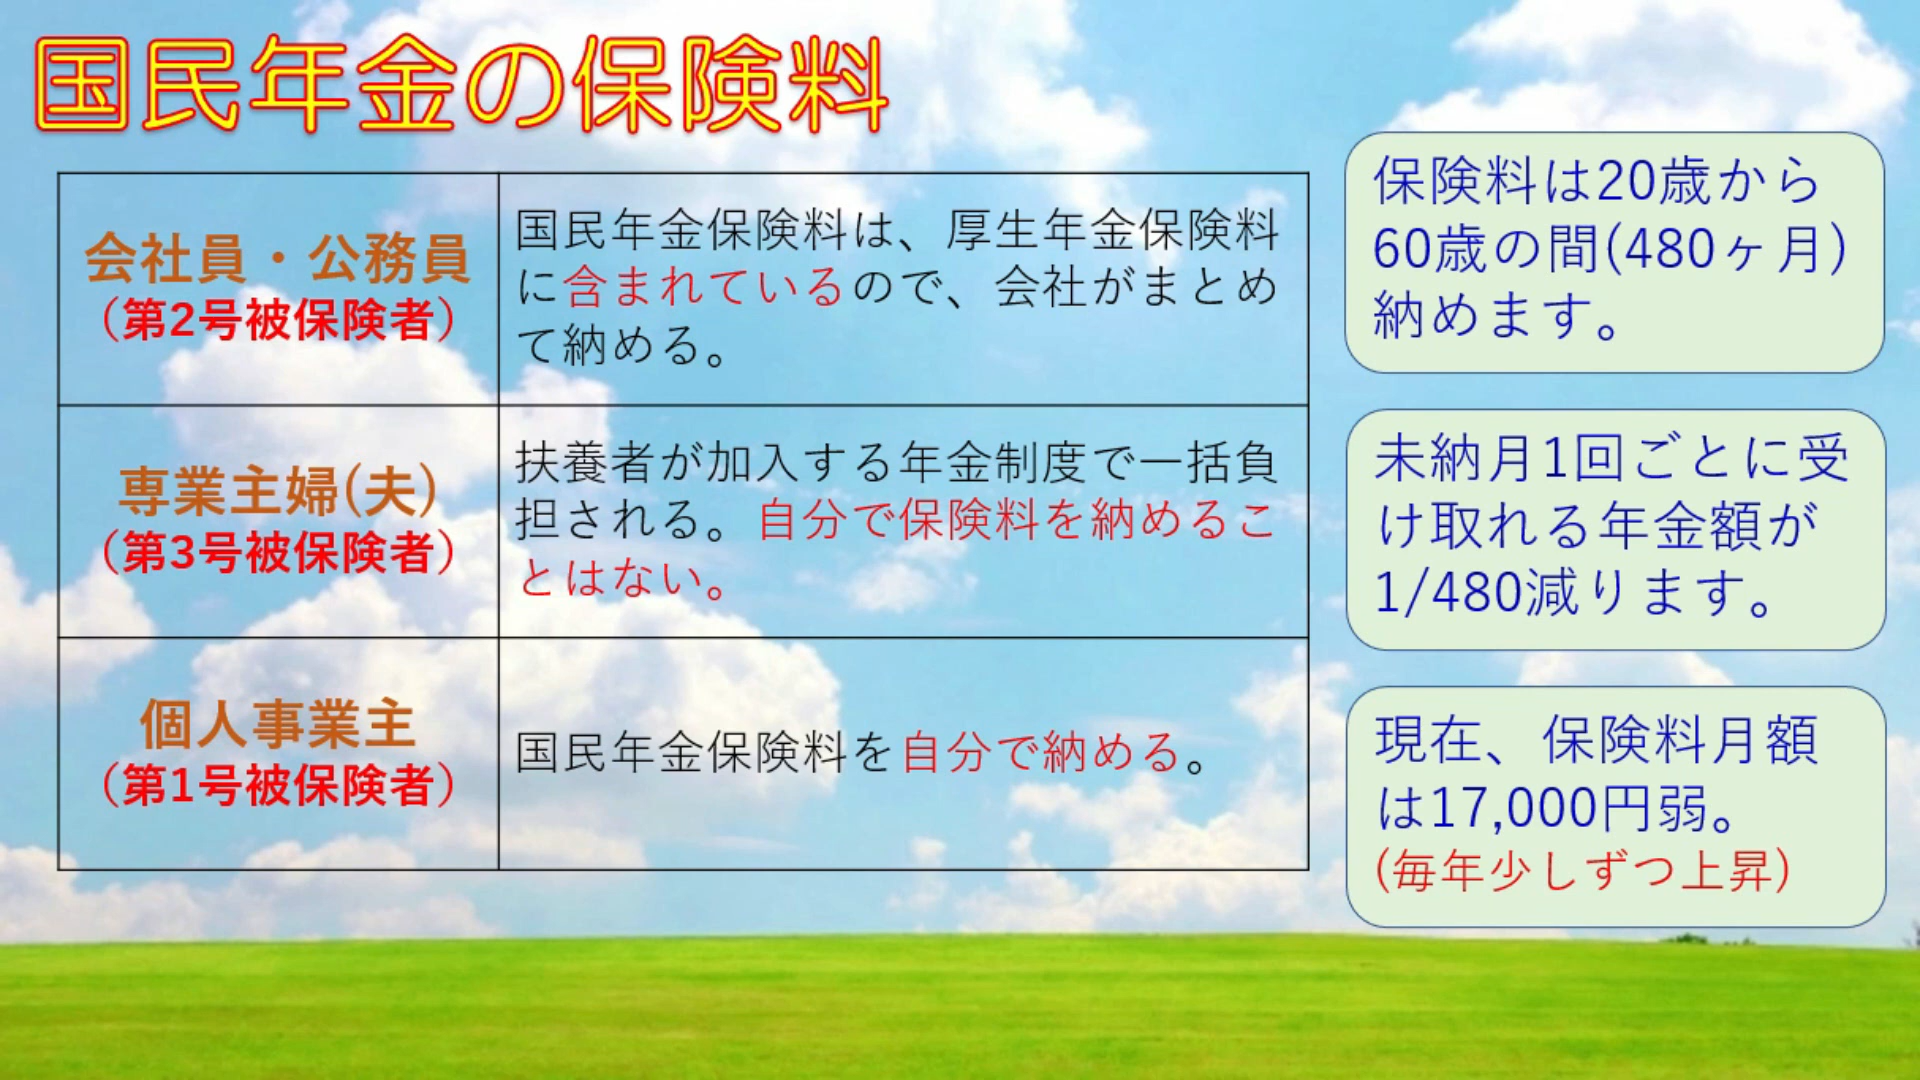 国民年金の保険料
会社員・公務員
(第2号被保険者)
国民年金保険料は、厚生年金保険料
に含まれているので、会社がまとめ
て納める。
専業主婦(夫)
(第3号被保険者)
扶養者が加入する年金制度で一括負
担される。自分で保険料を納めるこ
とはない。
個人事業主
(第1号被保険者)
国民年金保険料を自分で納める。
保険料は20歳から
60歳の間(480ヶ月)
納めます。
未納月1回ごとに受
け取れる年金額が
1/480減ります。
現在、保険料月額
は17,000円弱。
(毎年少しずつ上昇)